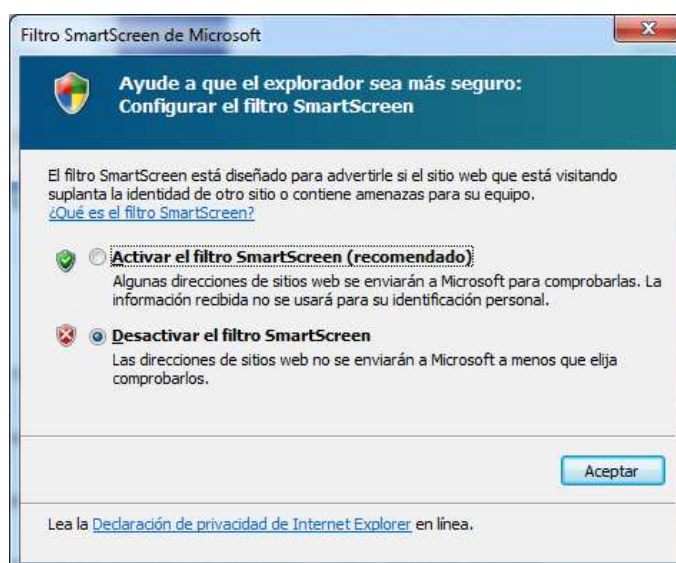 Filtro SmartScreen de Microsoft
Ayude a que el explorador sea más seguro:
Configurar el filtro SmartScreen
El filtro SmartScreen está diseñado para advertirle si el sitio web que está visitando
suplanta la identidad de otro sitio o contiene amenazas para su equipo.
¿Qué es el filtro SmartScreen?
Activar el filtro SmartScreen (recomendado)
Algunas direcciones de sitios web se enviarán a Microsoft para comprobarlas. La
información recibida no se usará para su identificación personal.
Desactivar el filtro SmartScreen
Las direcciones de sitios web no se enviarán a Microsoft a menos que elija
comprobarlos.
Aceptar
Lea la Declaración de privacidad de Internet Explorer en línea.